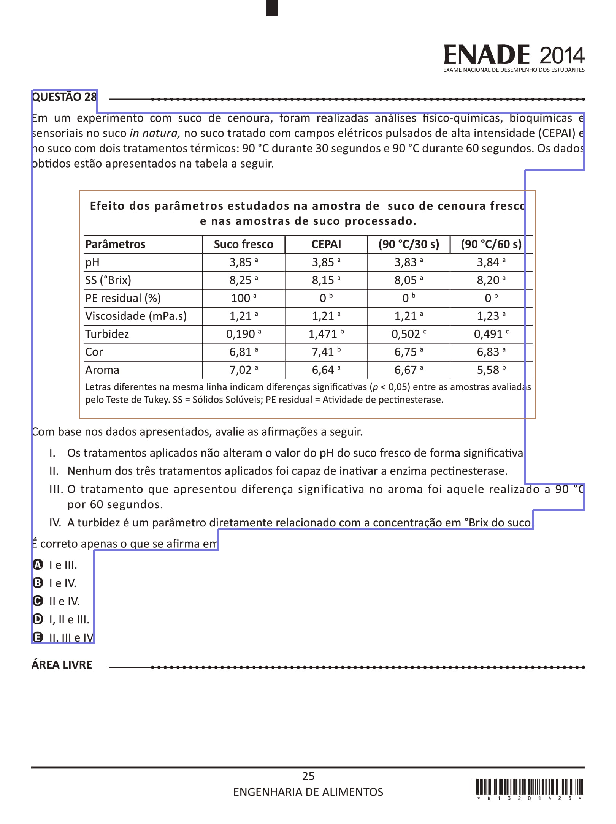 ENADE 2014
EXAME NACIONAL DE DESEMPENHO DOS ESTUDANTES
QUESTÃO 28
Em um experimento com suco de cenoura, foram realizadas análises físico-químicas, bioquímicas e
sensoriais no suco in natura, no suco tratado com campos elétricos pulsados de alta intensidade (CEPAI) e
no suco com dois tratamentos térmicos: 90 °C durante 30 segundos e 90 °C durante 60 segundos. Os dados
obtidos estão apresentados na tabela a seguir.
Efeito dos parâmetros estudados na amostra de suco de cenoura fresco
e nas amostras de suco processado.
Parâmetros Suco fresco CEPAI (90 °C/30 s) (90 °C/60 s)
pH 3,85 ª 3,85 ª 3,83 ª 3,84 ª
SS (°Brix) 8,25 ª 8,15 ª 8,05 ª 8,20 ª
PE residual (%) 100 ª 0 ᵇ 0 ᵇ 0 ᵇ
Viscosidade (mPa.s) 1,21 ª 1,21 ª 1,21 ª 1,23 ª
Turbidez 0,190 ª 1,471 ᵇ 0,502 ᶜ 0,491 ᶜ
Cor 6,81 ª 7,41 ᵇ 6,75 ª 6,83 ª
Aroma 7,02 ª 6,64 ª 6,67 ª 5,58 ᵇ
Letras diferentes na mesma linha indicam diferenças significativas (p < 0,05) entre as amostras avaliadas
pelo Teste de Tukey. SS = Sólidos Solúveis; PE residual = Atividade de pectinesterase.
Com base nos dados apresentados, avalie as afirmações a seguir.
I. Os tratamentos aplicados não alteram o valor do pH do suco fresco de forma significativa.
II. Nenhum dos três tratamentos aplicados foi capaz de inativar a enzima pectinesterase.
III. O tratamento que apresentou diferença significativa no aroma foi aquele realizado a 90 °C
por 60 segundos.
IV. A turbidez é um parâmetro diretamente relacionado com a concentração em °Brix do suco.
É correto apenas o que se afirma em
A I e III.
B I e IV.
C II e IV.
D I, II e III.
E II, III e IV.
ÁREA LIVRE
25
ENGENHARIA DE ALIMENTOS